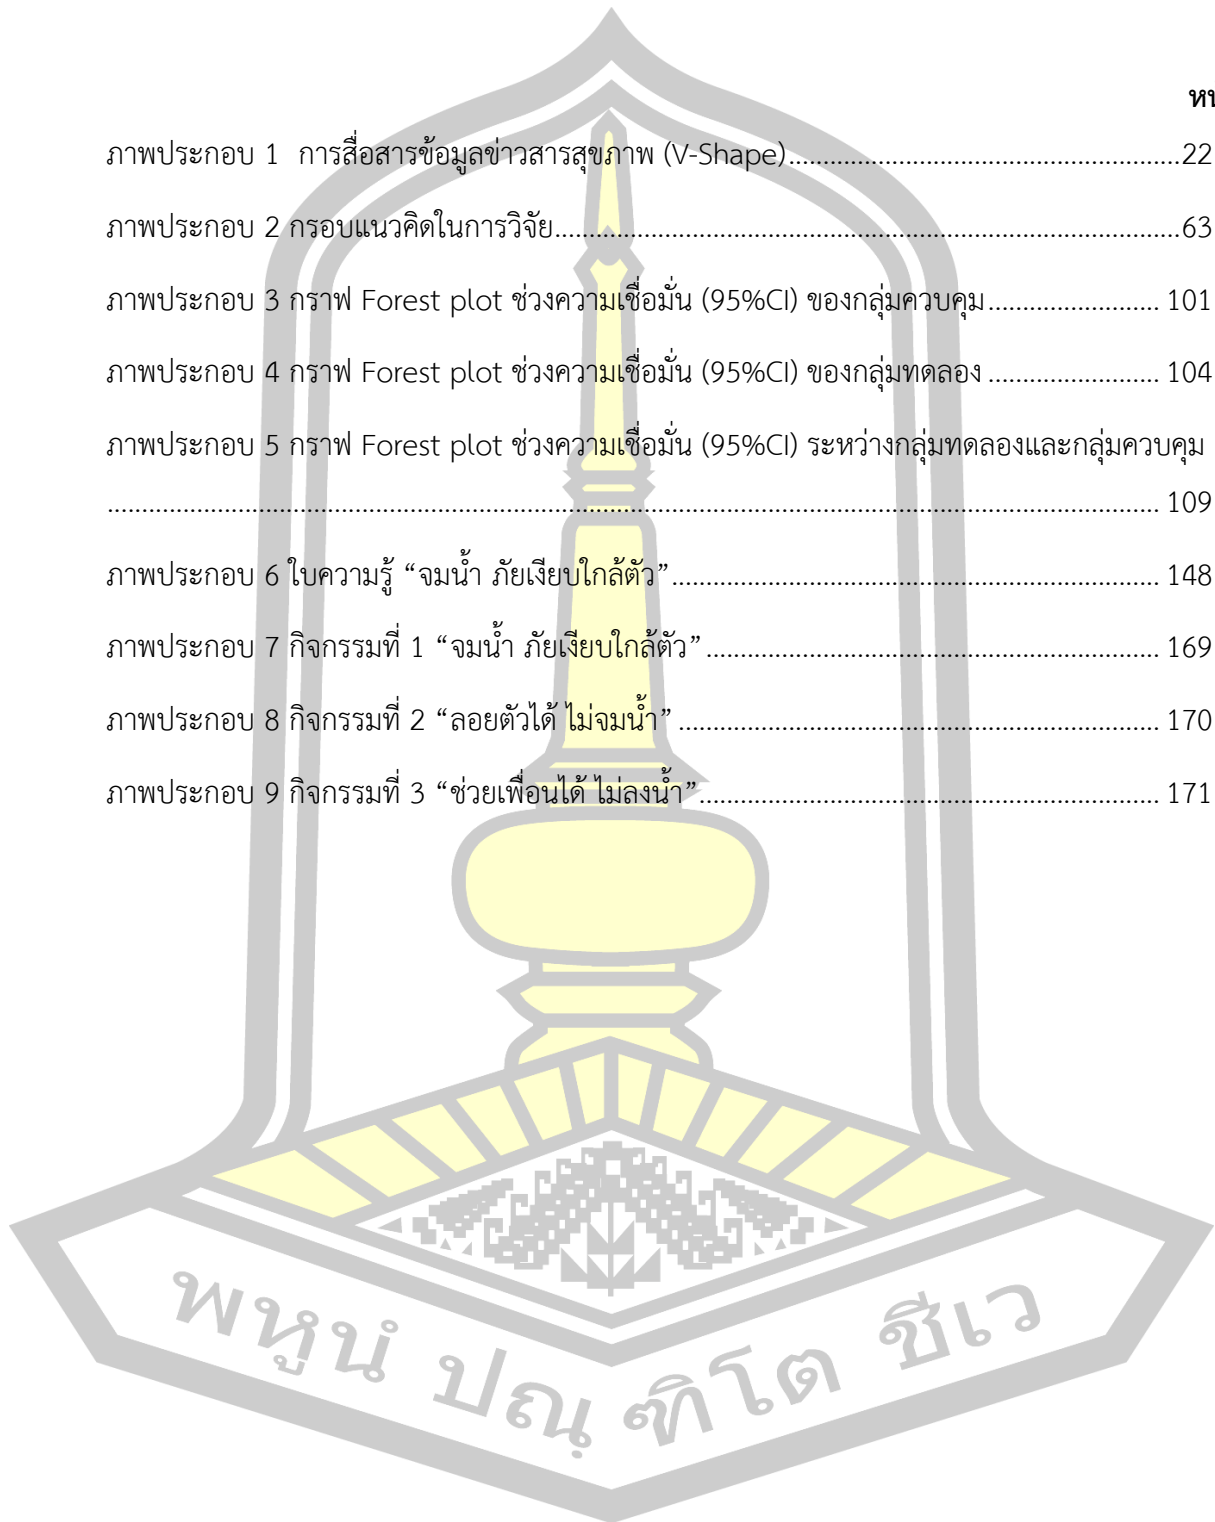 ภาพประกอบ 1  การสื่อสารข้อมูลข่าวสารสุขภาพ (V-Shape)......................................................22
ภาพประกอบ 2 กรอบแนวคิดในการวิจัย.......................................................................................63
ภาพประกอบ 3 กราฟ Forest plot ช่วงความเชื่อมั่น (95%CI) ของกลุ่มควบคุม........................ 101
ภาพประกอบ 4 กราฟ Forest plot ช่วงความเชื่อมั่น (95%CI) ของกลุ่มทดลอง ........................ 104
ภาพประกอบ 5 กราฟ Forest plot ช่วงความเชื่อมั่น (95%CI) ระหว่างกลุ่มทดลองและกลุ่มควบคุม
.................................................................................................................................................. 109
ภาพประกอบ 6 ใบความรู้ “จมน้ำ ภัยเงียบใกล้ตัว”.................................................................... 148
ภาพประกอบ 7 กิจกรรมที่ 1 “จมน้ำ ภัยเงียบใกล้ตัว”............................................................... 169
ภาพประกอบ 8 กิจกรรมที่ 2 “ลอยตัวได้ ไม่จมน้ำ” ................................................................... 170
ภาพประกอบ 9 กิจกรรมที่ 3 “ช่วยเพื่อนได้ ไม่ลงน้ำ”................................................................ 171
พหูนํ ปณฺฑิโต ชีเว